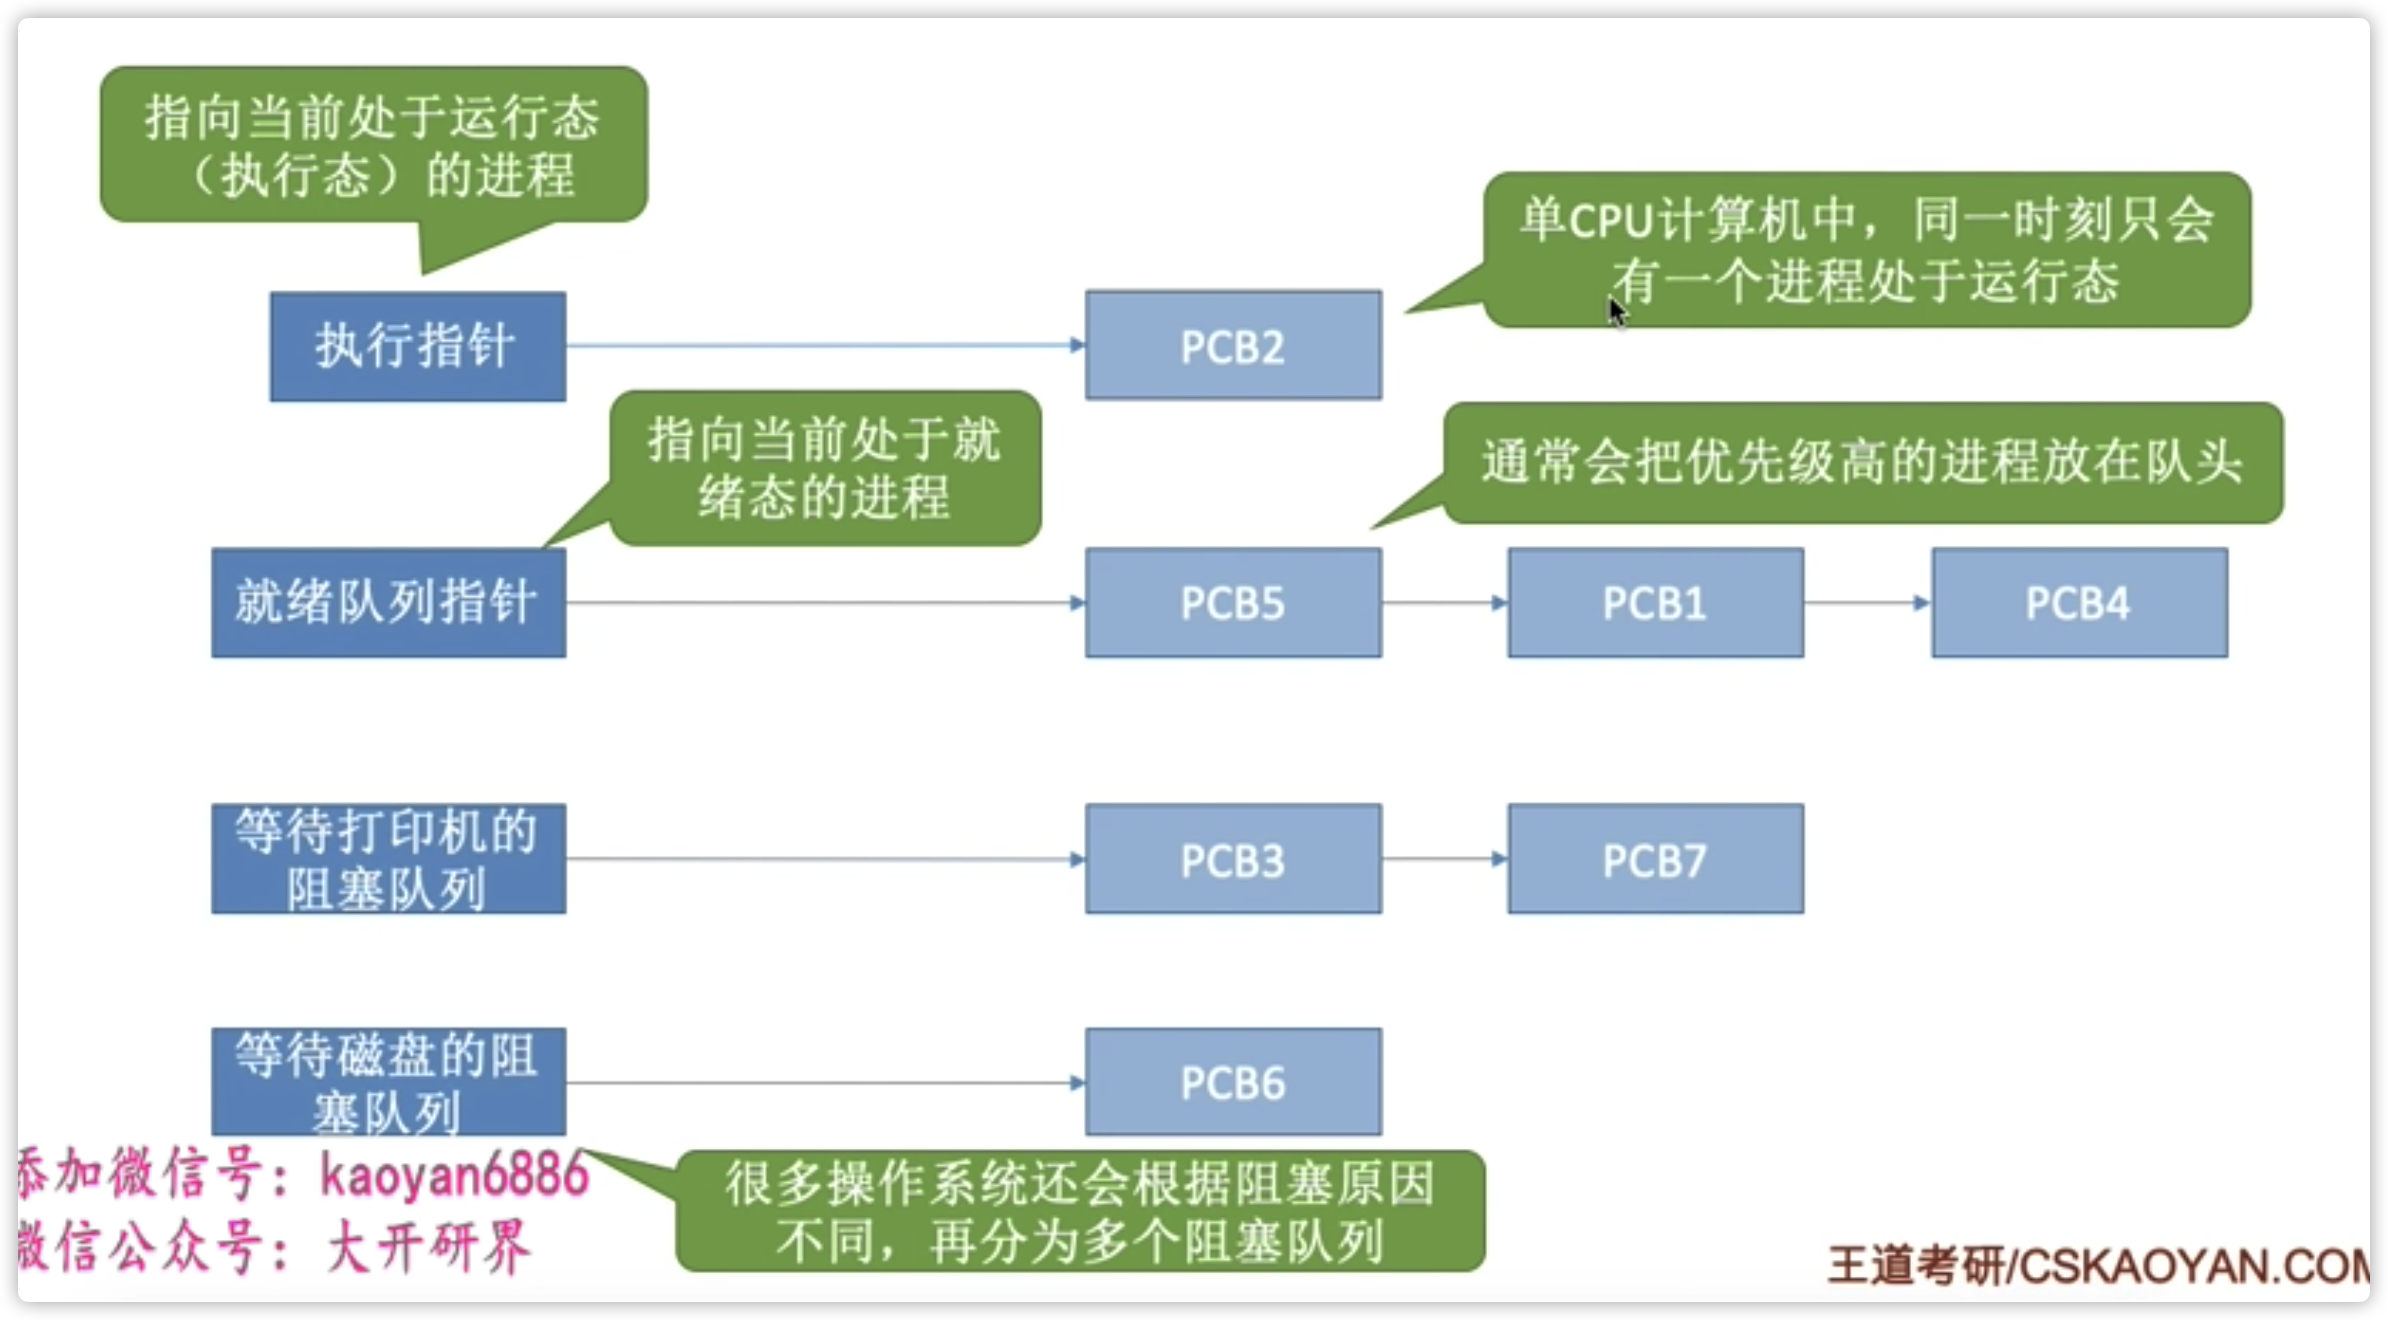 指向当前处于运行态
（执行态）的进程
单CPU计算机中，同一时刻只会
有一个进程处于运行态
执行指针
PCB2
指向当前处于就
绪态的进程
通常会把优先级高的进程放在队头
就绪队列指针
PCB5
PCB1
PCB4
等待打印机的
阻塞队列
PCB3
PCB7
等待磁盘的阻
塞队列
PCB6
添加微信号：kaoyan6886
微信公众号：大开研界
很多操作系统还会根据阻塞原因
不同，再分为多个阻塞队列
王道考研/CSKAOYAN.COM